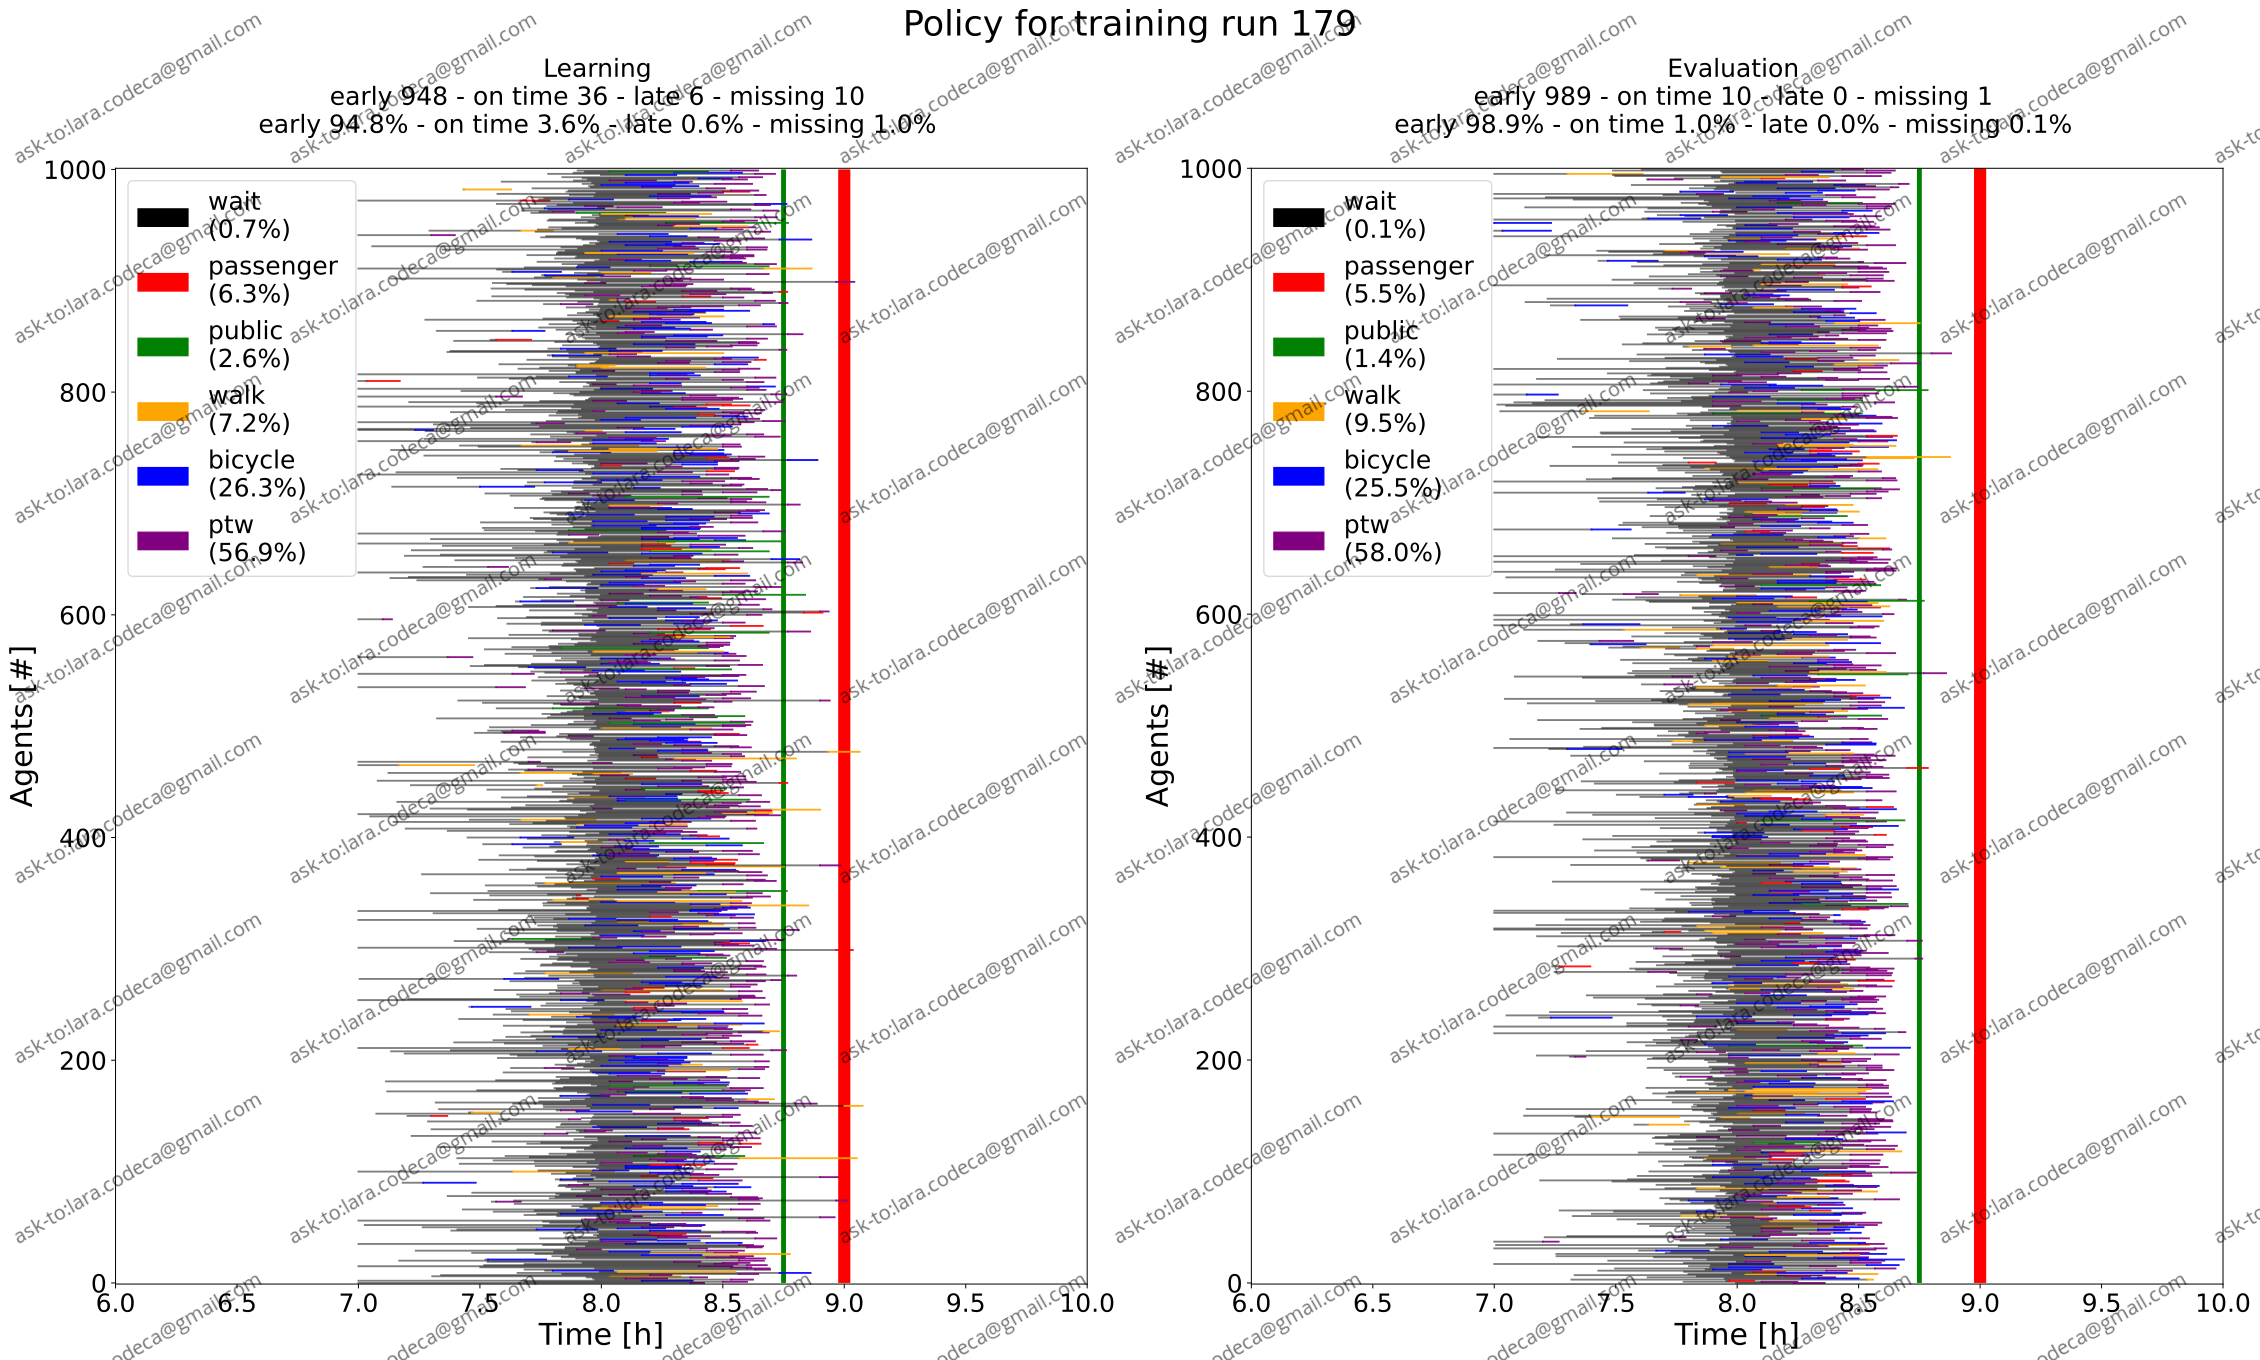 Policy for training run 179
Learning
early 948 - on time 36 - late 6 - missing 10
early 94.8% - on time 3.6% - late 0.6% - missing 1.0%
1000
800
600
400
200
0
Agents [#]
wait
(0.7%)
passenger
(6.3%)
public
(2.6%)
walk
(7.2%)
bicycle
(26.3%)
ptw
(56.9%)
6.0 6.5 7.0 7.5 8.0 8.5 9.0 9.5 10.0
Time [h]
Evaluation
early 989 - on time 10 - late 0 - missing 1
early 98.9% - on time 1.0% - late 0.0% - missing 0.1%
1000
800
600
400
200
0
Agents [#]
wait
(0.1%)
passenger
(5.5%)
public
(1.4%)
walk
(9.5%)
bicycle
(25.5%)
ptw
(58.0%)
6.0 6.5 7.0 7.5 8.0 8.5 9.0 9.5 10.0
Time [h]
ask-to:lara.codeca@gmail.com